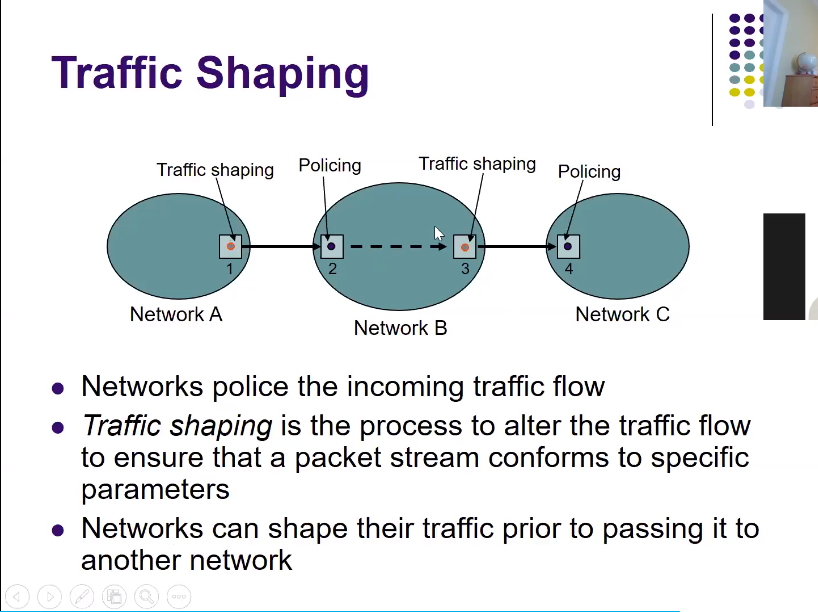 Traffic Shaping
Traffic shaping
Policing
Traffic shaping
Policing
1
2
3
4
Network A
Network B
Network C
Networks police the incoming traffic flow
Traffic shaping is the process to alter the traffic flow
to ensure that a packet stream conforms to specific
parameters
Networks can shape their traffic prior to passing it to
another network